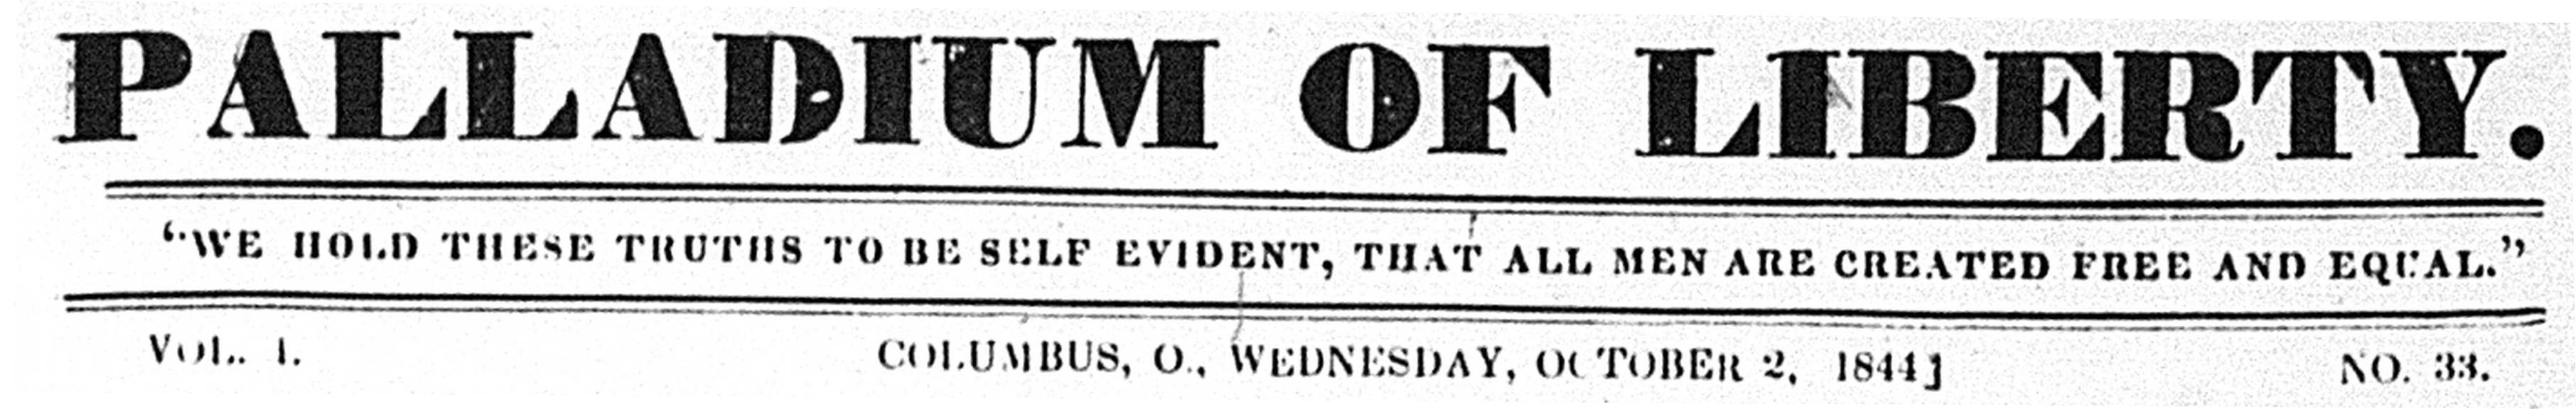 PALLADIUM OF LIBERTY.
"WE HOLD THESE TRUTHS TO BE SELF EVIDENT, THAT ALL MEN ARE CREATED FREE AND EQUAL."
VOL. 1. COLUMBUS, O., WEDNESDAY, OCTOBER 2, 1844] NO. 33.